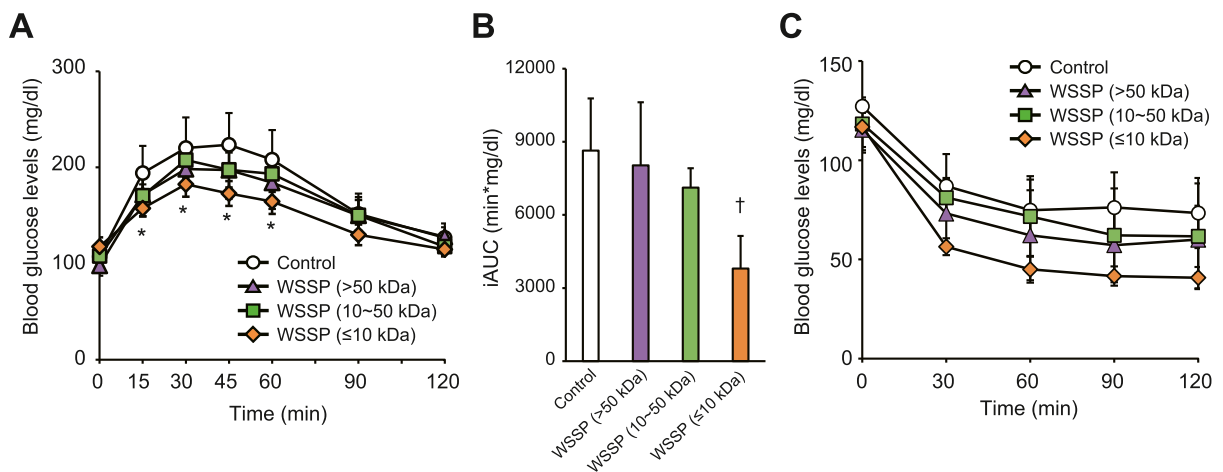 A
Blood glucose levels (mg/dl)
300
200
100
0
*
*
*
*
Control
WSSP (>50 kDa)
WSSP (10~50 kDa)
WSSP (≤10 kDa)
0 15 30 45 60 90 120
Time (min)
B
iAUC (min*mg/dl)
12000
9000
6000
3000
0
†
Control
WSSP (>50 kDa)
WSSP (10~50 kDa)
WSSP (≤10 kDa)
C
Blood glucose levels (mg/dl)
150
100
50
0
Control
WSSP (>50 kDa)
WSSP (10~50 kDa)
WSSP (≤10 kDa)
0 30 60 90 120
Time (min)